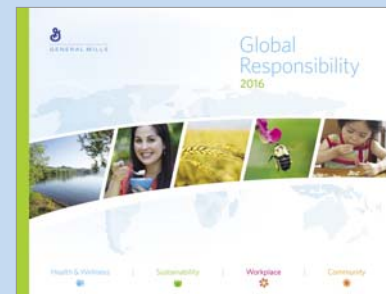 GENERAL MILLS
Global
Responsibility
2016
Health & Wellness
Sustainability
Workplace
Community